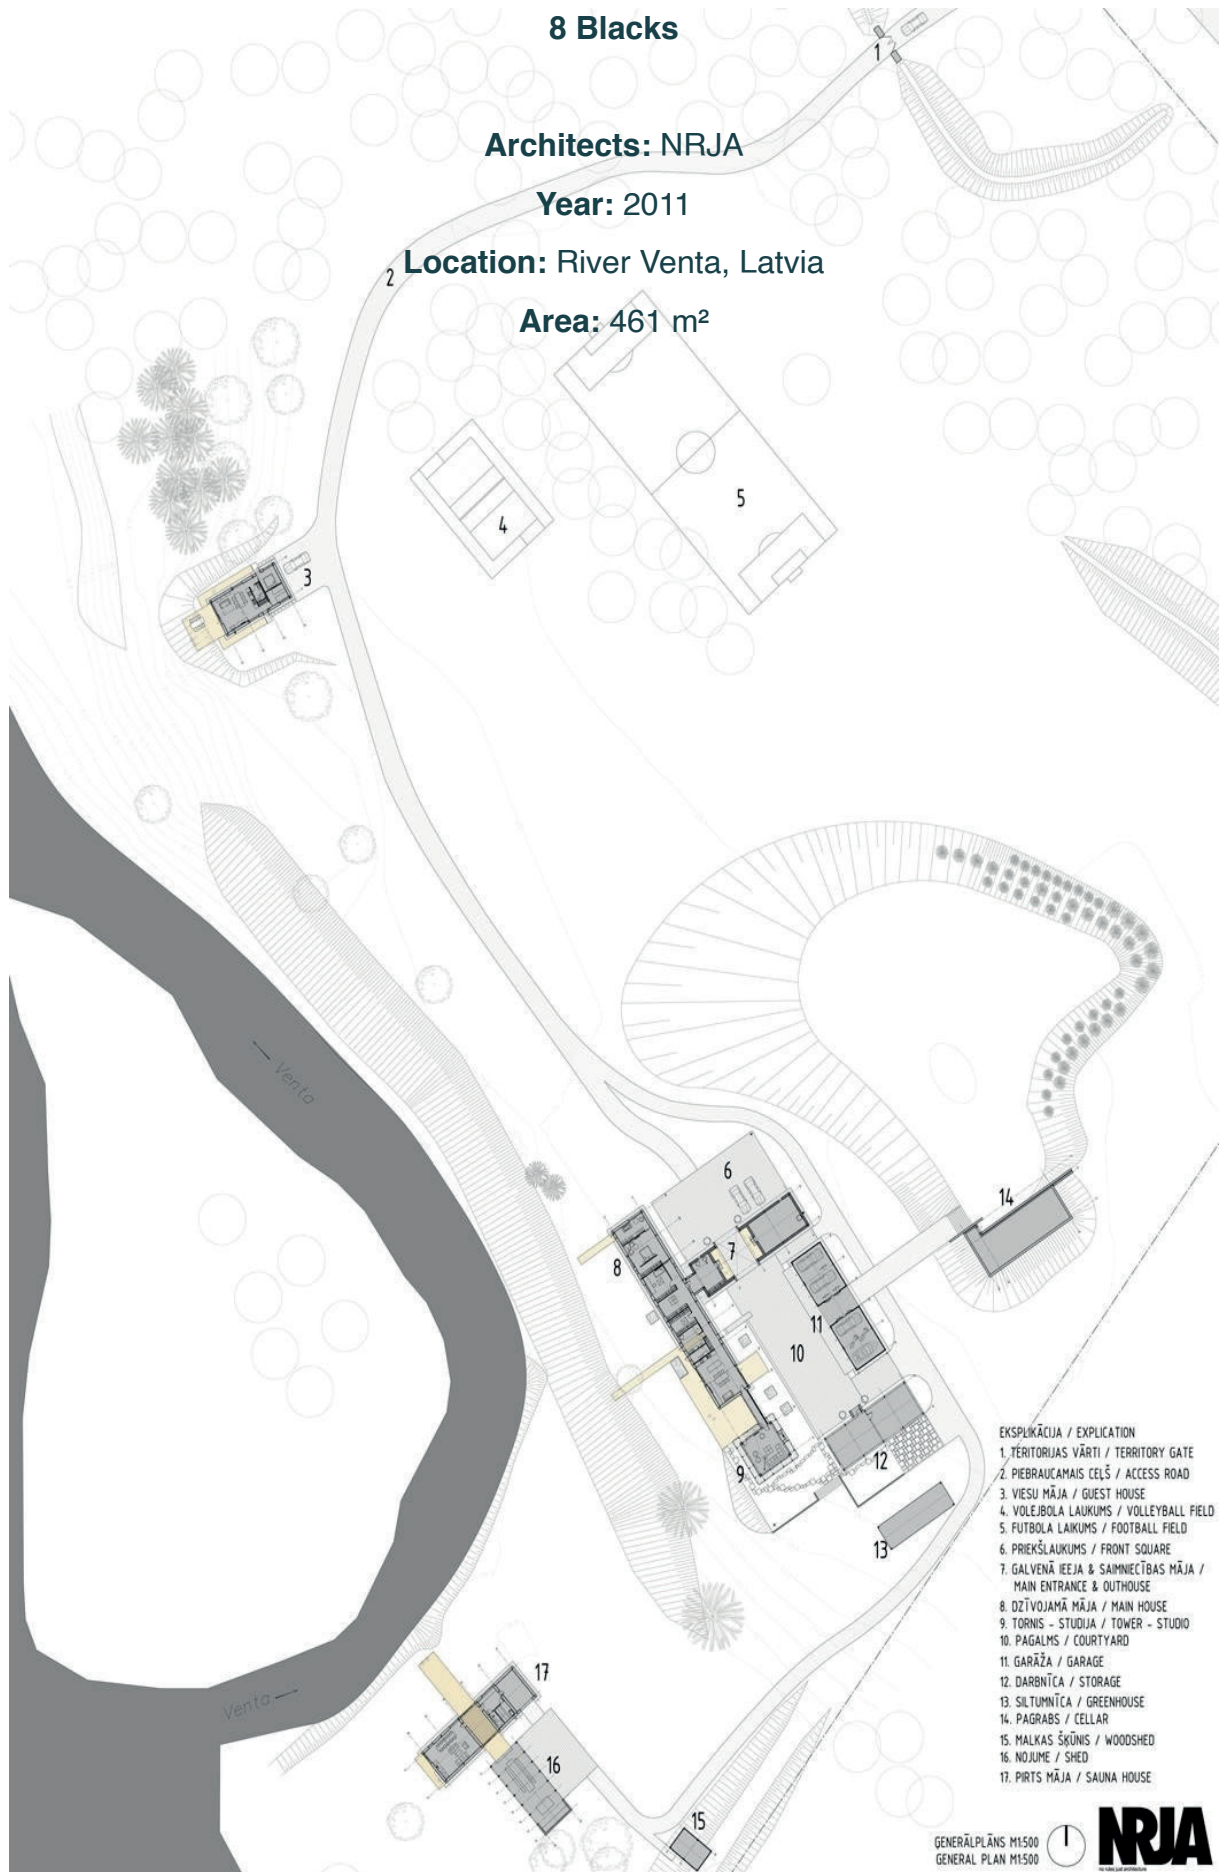 8 Blacks
1
Architects: NRJA
Year: 2011
2
Location: River Venta, Latvia
Area: 461 m²
5
4
3
Venta
6
14
7
8
11
10
9
12
13
EKSPLIKĀCIJA / EXPLICATION
1. TERITORIJAS VĀRTI / TERRITORY GATE
2. PIEBRAUCAMAIS CEĻŠ / ACCESS ROAD
3. VIESU MĀJA / GUEST HOUSE
4. VOLEJBOLA LAUKUMS / VOLLEYBALL FIELD
5. FUTBOLA LAIKUMS / FOOTBALL FIELD
6. PRIEKŠLAUKUMS / FRONT SQUARE
7. GALVENĀ IEEJA & SAIMNIECĪBAS MĀJA /
MAIN ENTRANCE & OUTHOUSE
8. DZĪVOJAMĀ MĀJA / MAIN HOUSE
9. TORNIS - STUDIJA / TOWER - STUDIO
10. PAGALMS / COURTYARD
11. GARĀŽA / GARAGE
12. DARBNĪCA / STORAGE
13. SILTUMNĪCA / GREENHOUSE
14. PAGRABS / CELLAR
15. MALKAS ŠĶŪNIS / WOODSHED
16. NOJUME / SHED
17. PIRTS MĀJA / SAUNA HOUSE
17
Venta
16
15
ĢENERĀLPLĀNS M1:500
GENERAL PLAN M1:500
NRJA
no rules just architecture